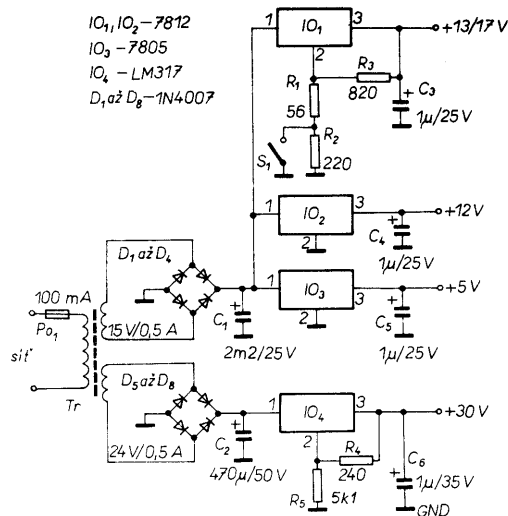 IO₁, IO₂-7812
IO₃-7805
IO₄ - LM317
D₁ až D₈-1N4007
1 IO₁ 3
2
+13/17 V
R₁
56
R₃
820
C₃
+
1μ/25 V
S₁
R₂
220
1 IO₂ 3
2
+12V
C₄
+
1μ/25 V
D₁ až D₄
1 IO₃ 3
2
+5 V
C₁
+
2m2/25 V
C₅
+
1μ/25 V
100 mA
Po₁
síť
Tr
15V/0,5 A
D₅ až D₈
24V/0,5 A
C₂
+
470μ/50 V
1 IO₄ 3
2
+30 V
R₄
240
R₅
5k1
C₆
+
1μ/35 V
GND